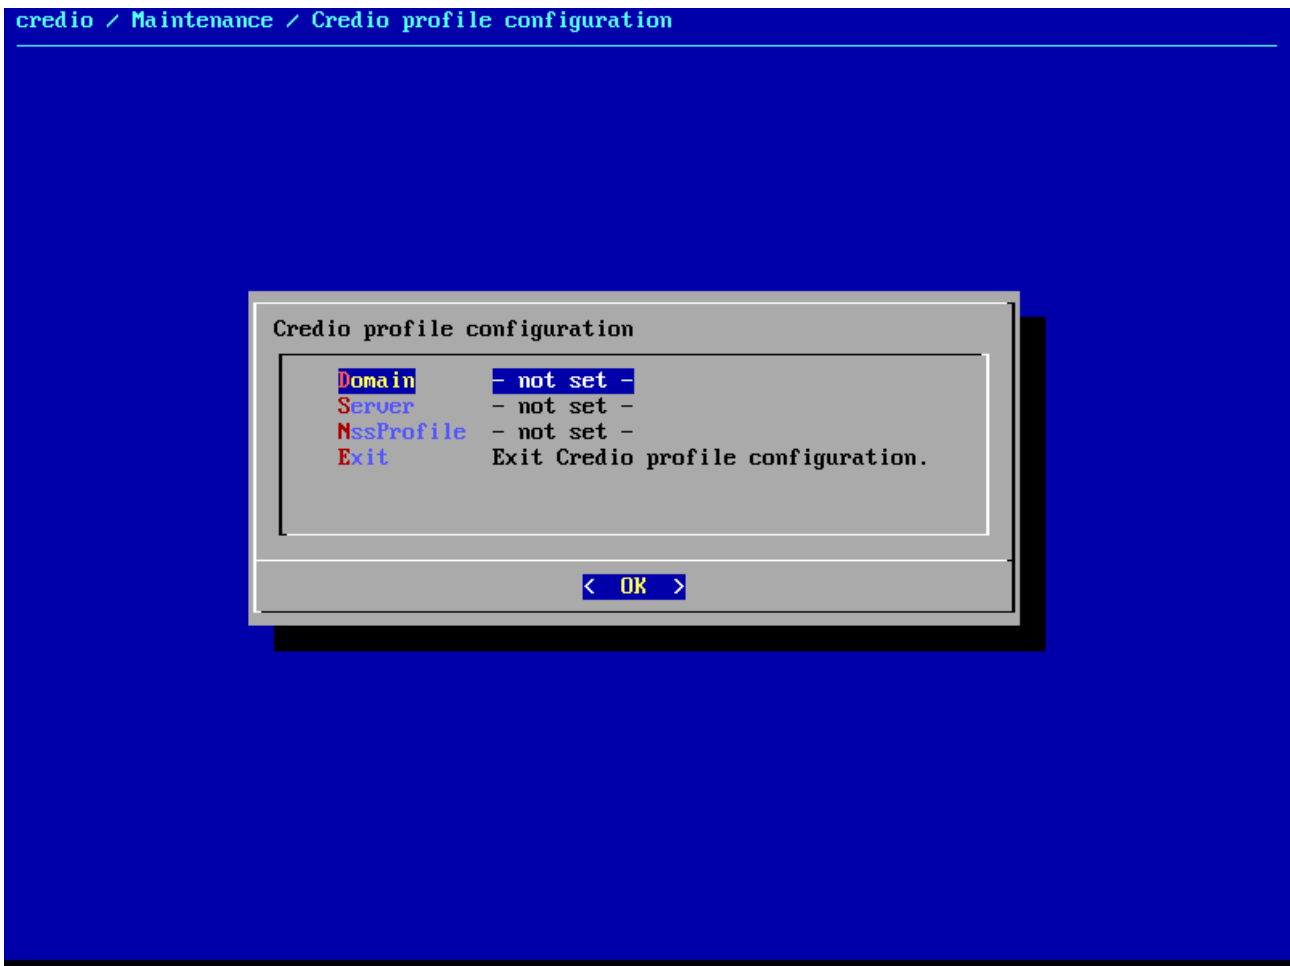 credio / Maintenance / Credio profile configuration
Credio profile configuration
Domain - not set -
Server - not set -
NssProfile - not set -
Exit Exit Credio profile configuration.
< OK >